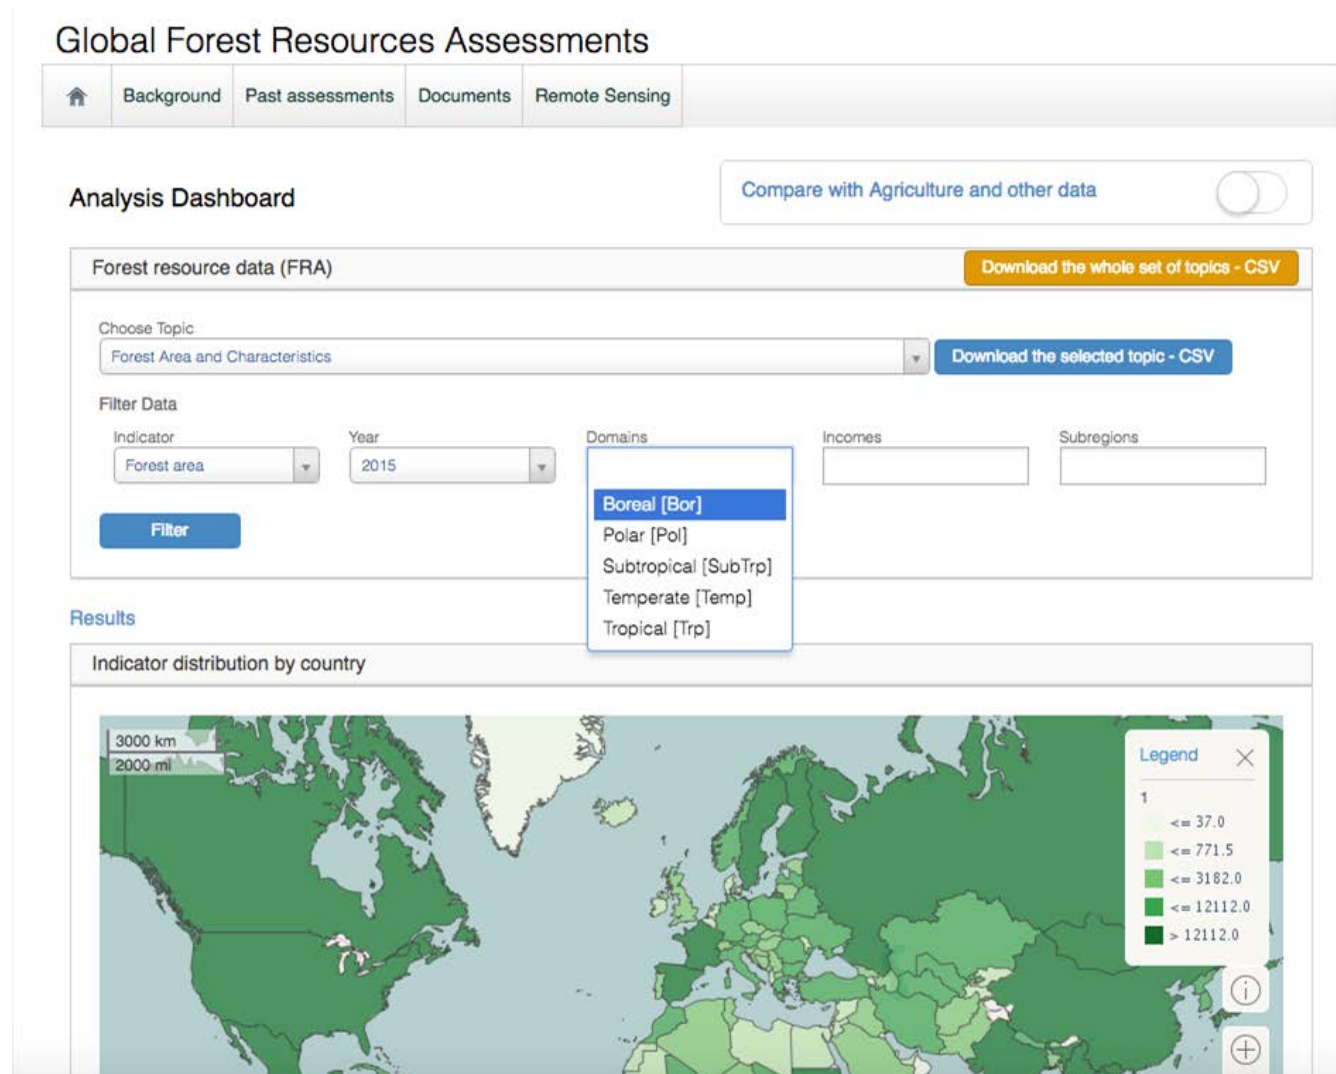 Global Forest Resources Assessments
Background Past assessments Documents Remote Sensing
Analysis Dashboard
Compare with Agriculture and other data
Forest resource data (FRA)
Download the whole set of topics - CSV
Choose Topic
Forest Area and Characteristics
Download the selected topic - CSV
Filter Data
Indicator Year Domains Incomes Subregions
Forest area 2015
Boreal [Bor]
Polar [Pol]
Subtropical [SubTrp]
Temperate [Temp]
Tropical [Trp]
Filter
Results
Indicator distribution by country
3000 km
2000 mi
Legend
1
<= 37.0
<= 771.5
<= 3182.0
<= 12112.0
> 12112.0